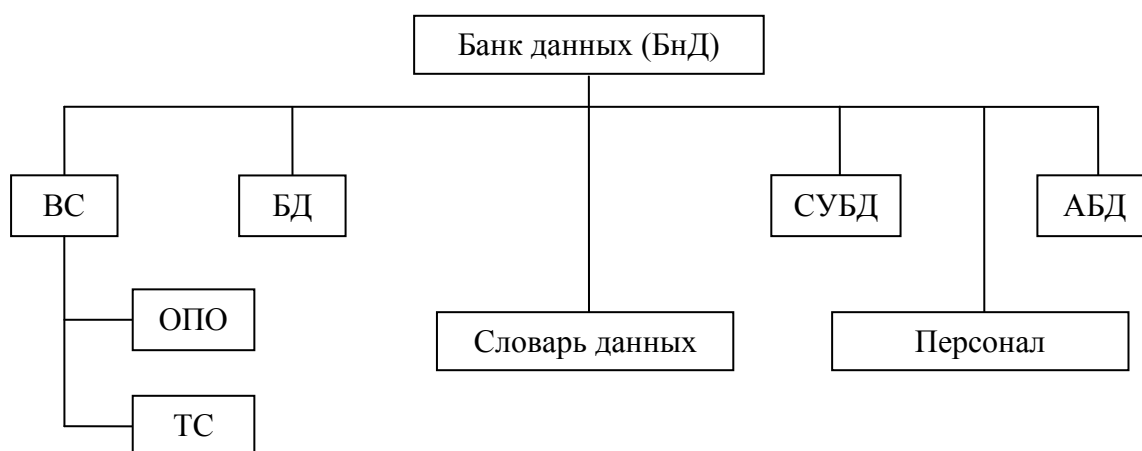 Банк данных (БнД)
ВС
БД
СУБД
АБД
ОПО
Словарь данных
Персонал
ТС